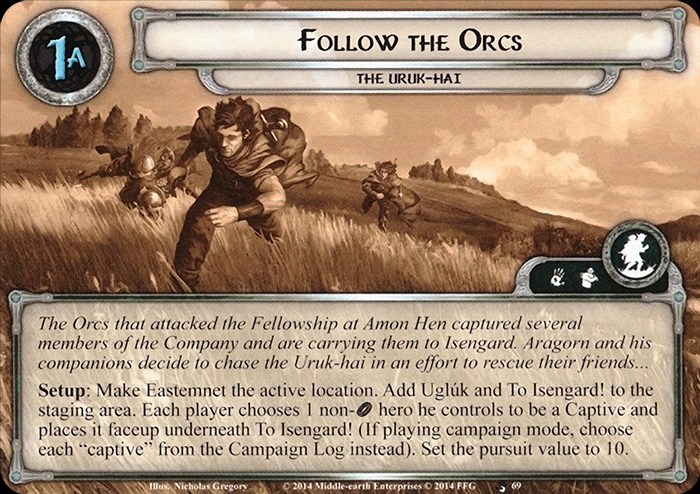 1A
FOLLOW THE ORCS
THE URUK-HAI
The Orcs that attacked the Fellowship at Amon Hen captured several
members of the Company and are carrying them to Isengard. Aragorn and his
companions decide to chase the Uruk-hai in an effort to rescue their friends...
Setup: Make Eastemnet the active location. Add Uglúk and To Isengard! to the
staging area. Each player chooses 1 non- hero he controls to be a Captive and
places it faceup underneath To Isengard! (If playing campaign mode, choose
each “captive” from the Campaign Log instead). Set the pursuit value to 10.
Illus. Nicholas Gregory © 2014 Middle-earth Enterprises © 2014 FFG 69